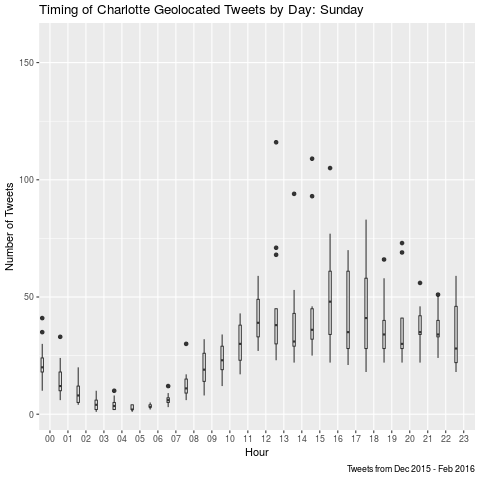 Timing of Charlotte Geolocated Tweets by Day: Sunday
Number of Tweets
150
100
50
0
00 01 02 03 04 05 06 07 08 09 10 11 12 13 14 15 16 17 18 19 20 21 22 23
Hour
Tweets from Dec 2015 - Feb 2016